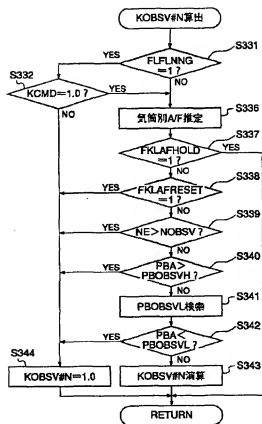 KOBSV#N算出
S331
YES
FLFLNNG
=1?
S332
KCMD=1.0?
YES
NO
NO
S336
気筒別A/F推定
S337
FKLAFHOLD
=1?
YES
NO
S338
YES
FKLAFRESET
=1?
NO
S339
YES
NE>NOBSV?
NO
S340
YES
PBA>
PBOBSVH?
NO
S341
PBOBSVL検索
S342
YES
PBA<
PBOBSVL?
NO
S344
S343
KOBSV#N=1.0
KOBSV#N演算
RETURN